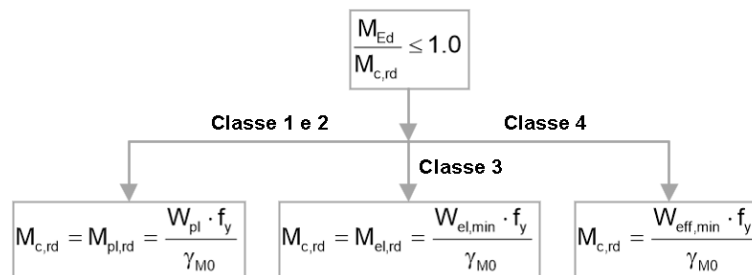 M_Ed / M_c,rd ≤ 1.0
Classe 1 e 2
Classe 4
Classe 3
M_c,rd = M_pl,rd = W_pl · f_y / γ_M0
M_c,rd = M_el,rd = W_el,min · f_y / γ_M0
M_c,rd = W_eff,min · f_y / γ_M0